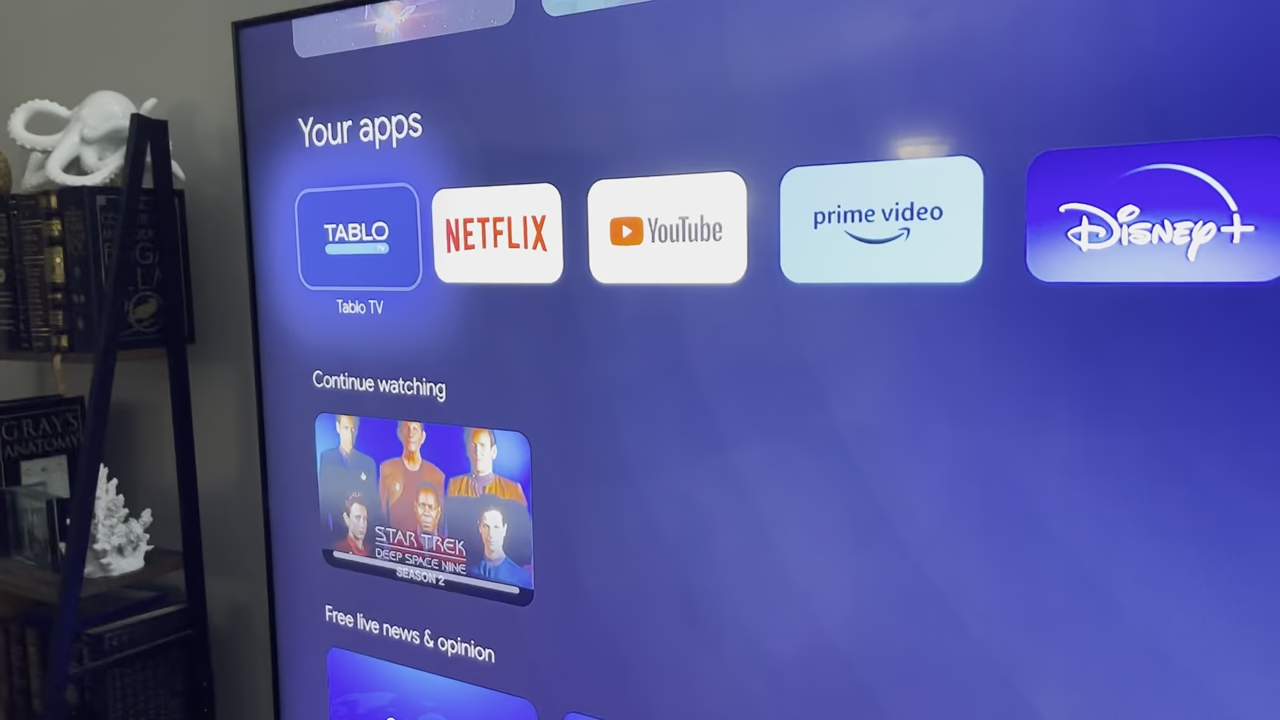 Your apps
TABLO
TV
NETFLIX
YouTube
prime video
Disney+
Tablo TV
Continue watching
STAR TREK
DEEP SPACE NINE
SEASON 2
Free live news & opinion
GRAY'S
ANATOMY